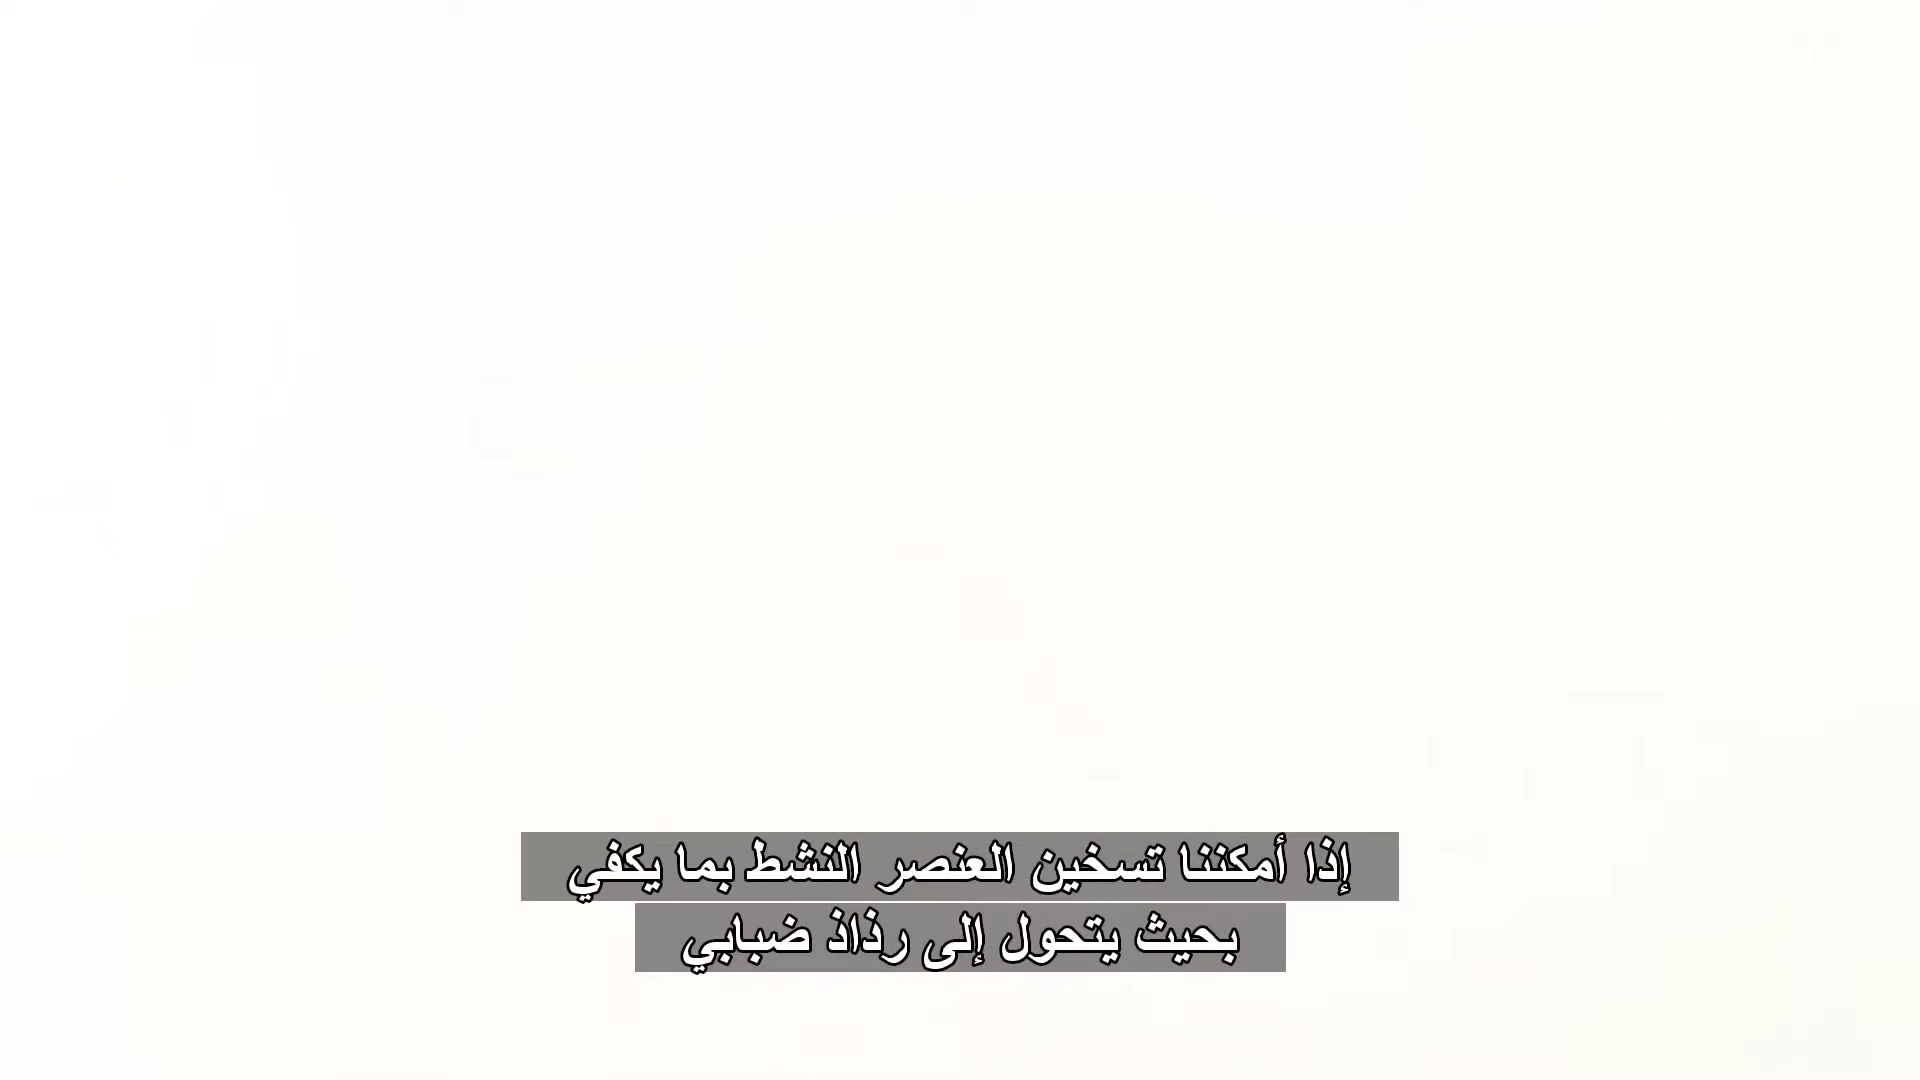 إذا أمكننا تسخين العنصر النشط بما يكفي
بحيث يتحول إلى رذاذ ضبابي